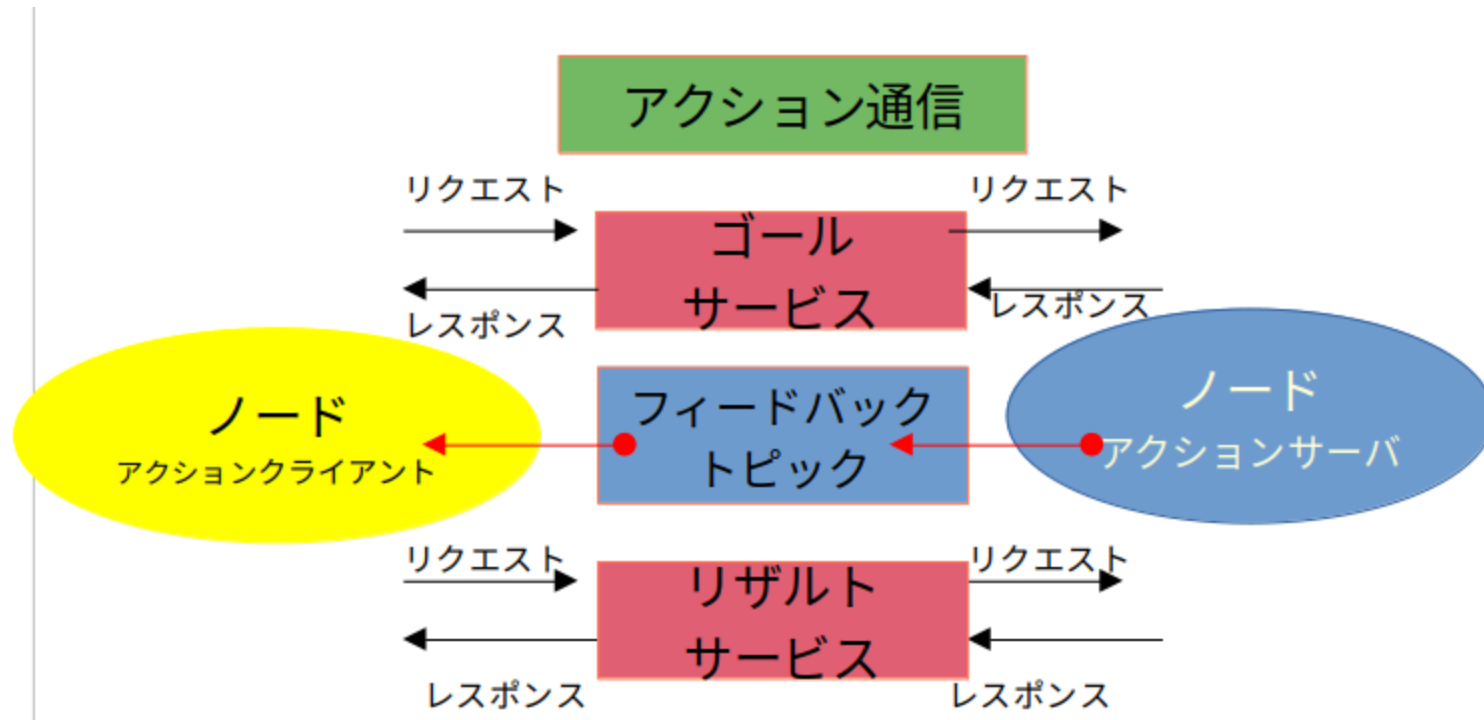 アクション通信
リクエスト
リクエスト
ゴール
サービス
レスポンス
レスポンス
ノード
アクションクライアント
フィードバック
トピック
ノード
アクションサーバ
リクエスト
リクエスト
リザルト
サービス
レスポンス
レスポンス